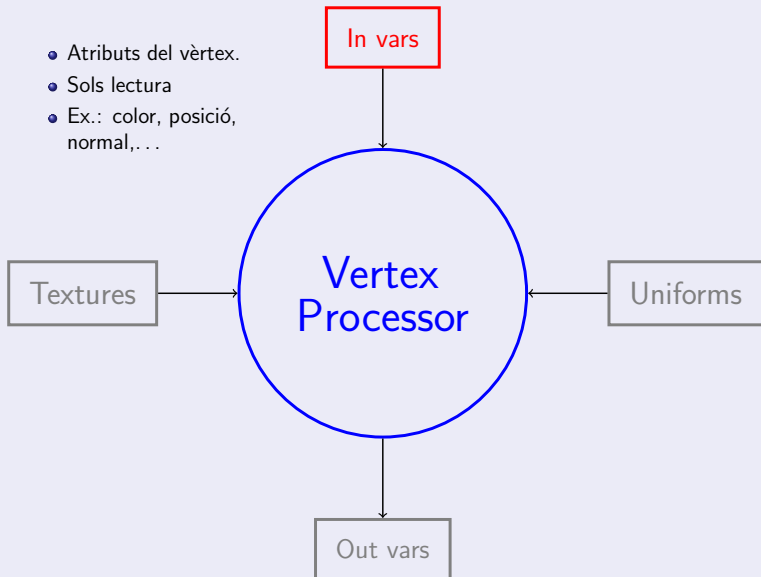 In vars
Atributs del vèrtex.
Sols lectura
Ex.: color, posició,
normal,. . .
Textures
Vertex
Processor
Uniforms
Out vars